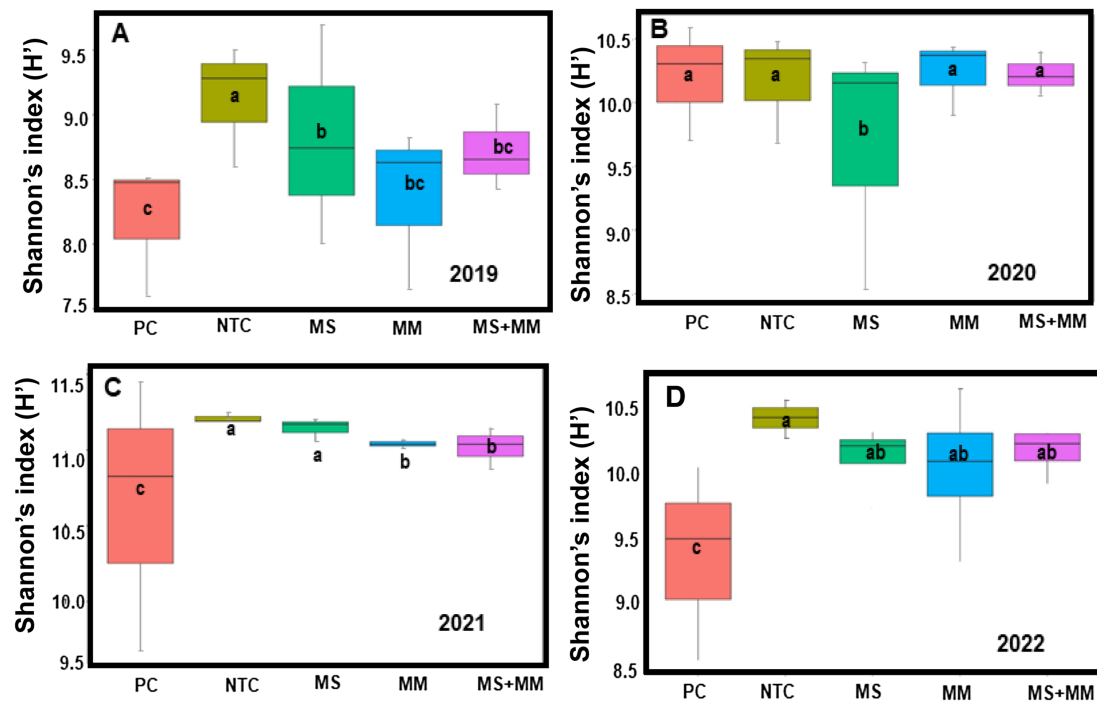 A
Shannon's index (H')
9.5
9.0
8.5
8.0
7.5
c
a
b
bc
bc
2019
PC NTC MS MM MS+MM
B
Shannon's index (H')
10.5
10.0
9.5
10.0
8.5
a
a
b
a
a
2020
PC NTC MS MM MS+MM
C
Shannon's index (H')
11.5
11.0
10.5
10.0
9.5
c
a
a
b
b
2021
PC NTC MS MM MS+MM
D
Shannon's index (H')
10.5
10.0
9.5
9.0
8.5
c
a
ab
ab
ab
2022
PC NTC MS MM MS+MM